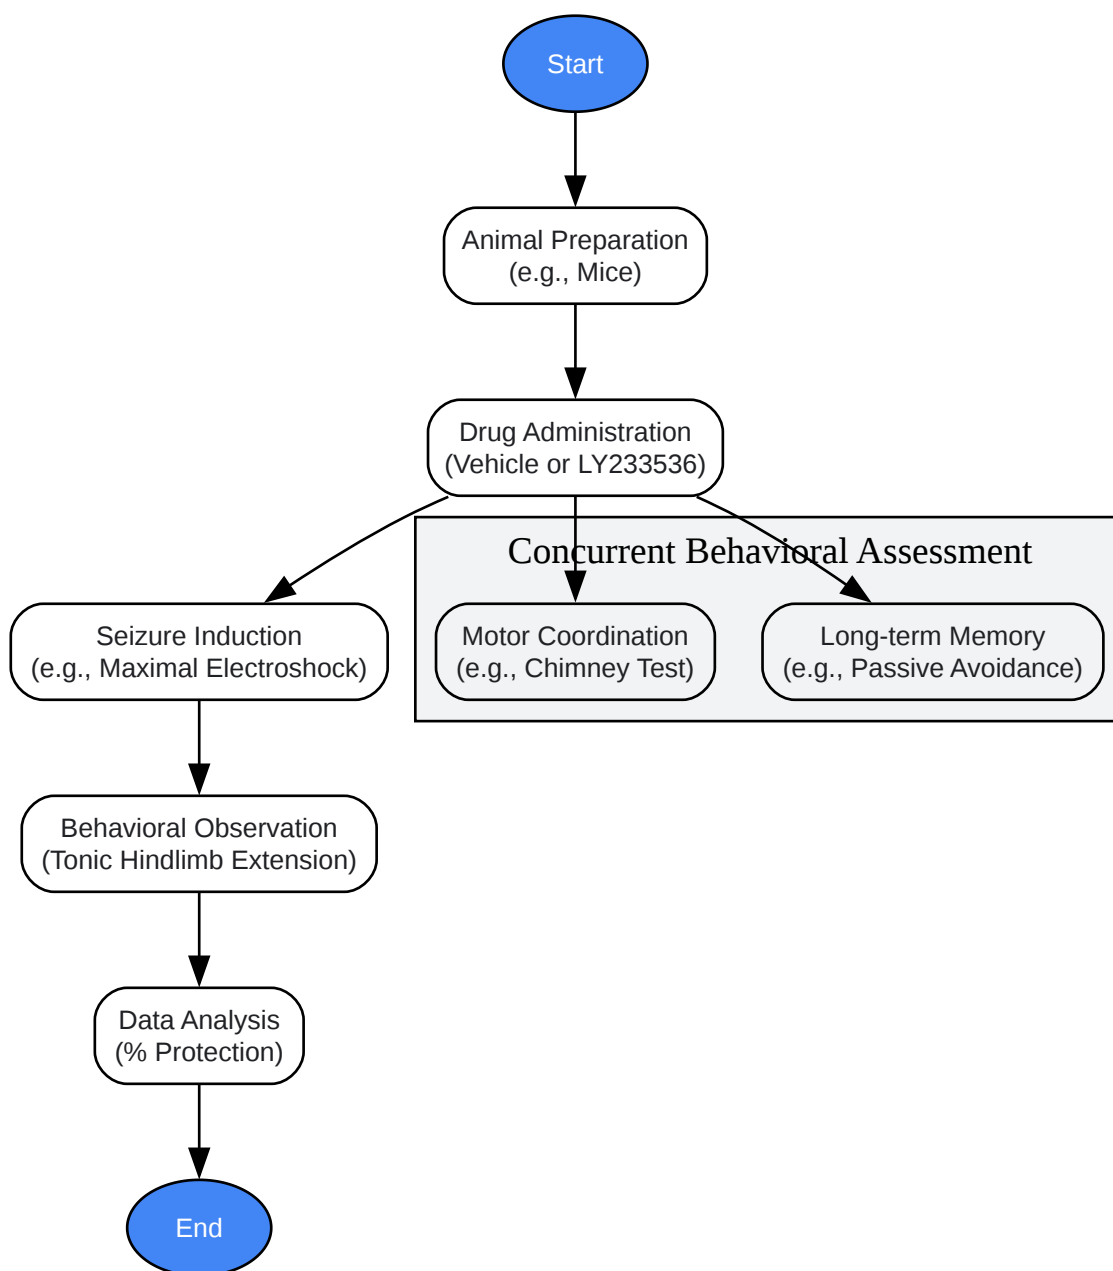 Start
Animal Preparation
(e.g., Mice)
Drug Administration
(Vehicle or LY233536)
Concurrent Behavioral Assessment
Seizure Induction
(e.g., Maximal Electroshock)
Motor Coordination
(e.g., Chimney Test)
Long-term Memory
(e.g., Passive Avoidance)
Behavioral Observation
(Tonic Hindlimb Extension)
Data Analysis
(% Protection)
End